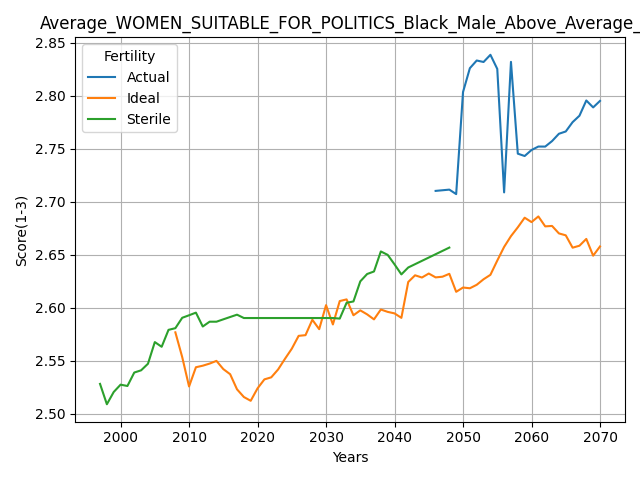 Average_WOMEN_SUITABLE_FOR_POLITICS_Black_Male_Above_Average_
Fertility
Actual
Ideal
Sterile
2.85
2.80
2.75
2.70
2.65
2.60
2.55
2.50
Score(1-3)
2000 2010 2020 2030 2040 2050 2060 2070
Years